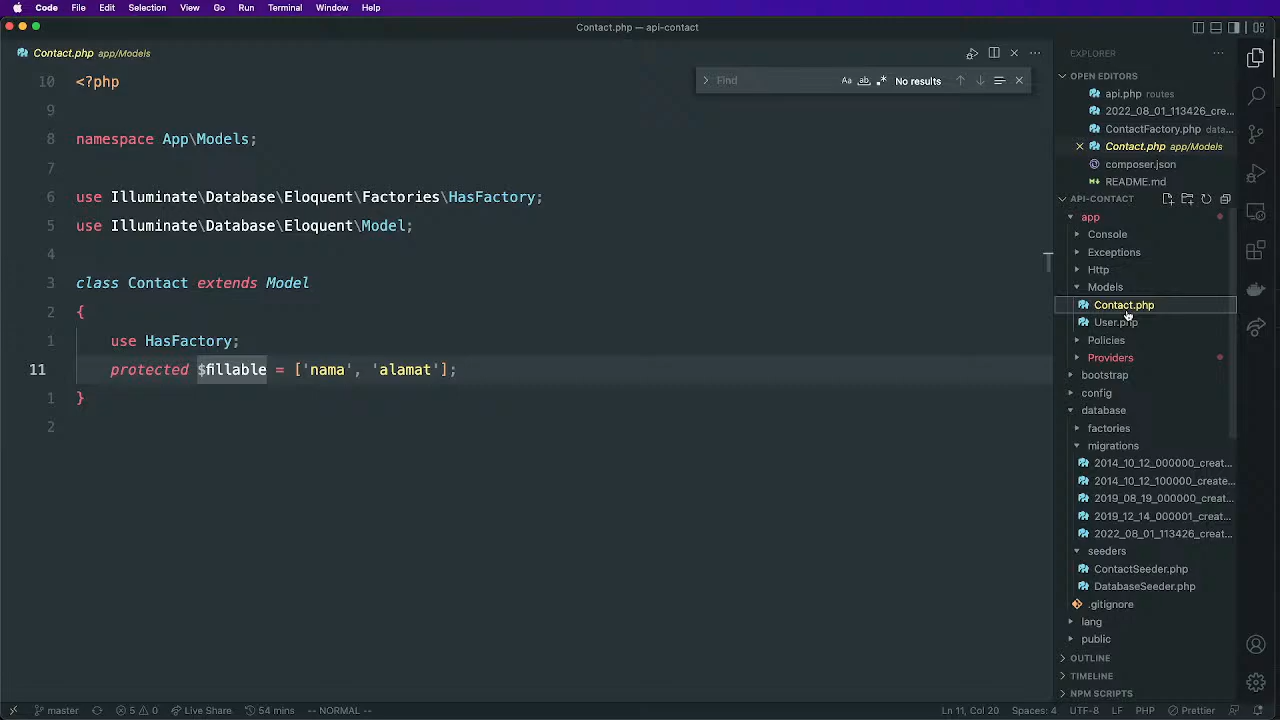 Code File Edit Selection View Go Run Terminal Window Help
Contact.php — api-contact
Contact.php app/Models
Find
Aa ab .* No results
10 <?php
9
8 namespace App\Models;
7
6 use Illuminate\Database\Eloquent\Factories\HasFactory;
5 use Illuminate\Database\Eloquent\Model;
4
3 class Contact extends Model
2 {
1 use HasFactory;
11 protected $fillable = ['nama', 'alamat'];
1 }
2
EXPLORER
OPEN EDITORS
api.php routes
2022_08_01_113426_cre...
ContactFactory.php data...
Contact.php app/Models
composer.json
README.md
API-CONTACT
app
Console
Exceptions
Http
Models
Contact.php
User.php
Policies
Providers
bootstrap
config
database
factories
migrations
2014_10_12_000000_creat...
2014_10_12_100000_create...
2019_08_19_000000_creat...
2019_12_14_000001_creat...
2022_08_01_113426_creat...
seeders
ContactSeeder.php
DatabaseSeeder.php
.gitignore
lang
public
OUTLINE
TIMELINE
NPM SCRIPTS
master 5 0 Live Share 54 mins -- NORMAL -- Ln 11, Col 20 Spaces: 4 UTF-8 LF PHP Prettier